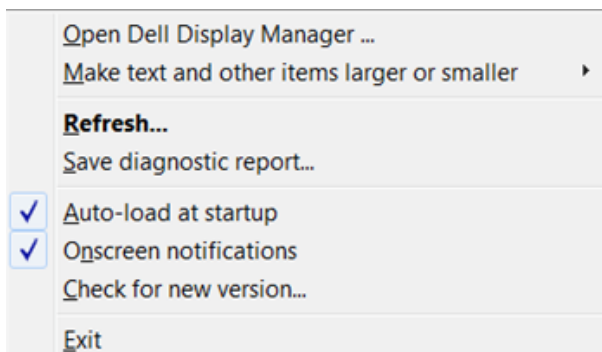 Open Dell Display Manager ...
Make text and other items larger or smaller
Refresh...
Save diagnostic report...
Auto-load at startup
Onscreen notifications
Check for new version...
Exit